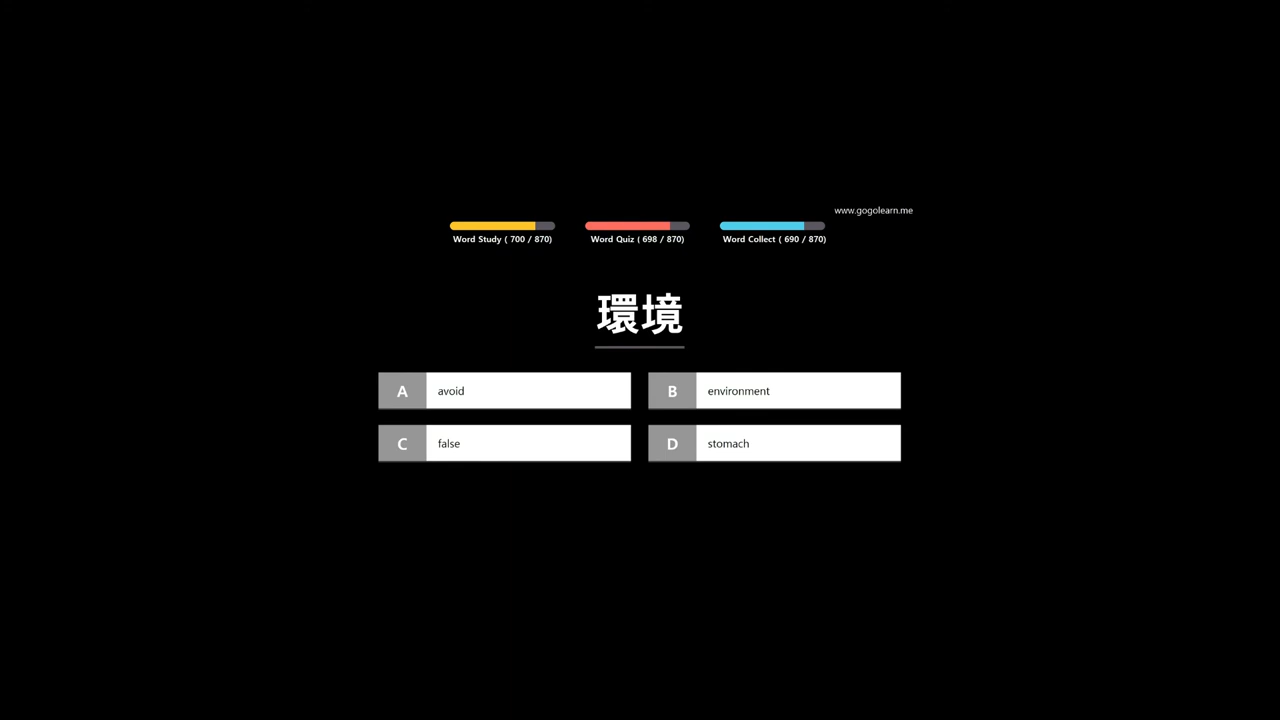 www.gogolearn.me
Word Study ( 700 / 870)
Word Quiz ( 698 / 870)
Word Collect ( 690 / 870)
環境
A avoid
B environment
C false
D stomach